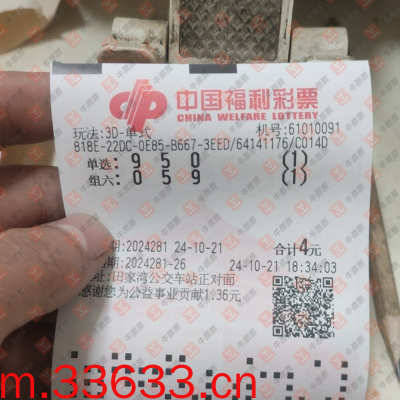 中国福利彩票
CHINA WELFARE LOTTERY
玩法:3D-单式 机号:61010091
818E-22DC-0E85-B667-3EED/64141176/C014D
单选: 9 5 0 (1)
组六: 0 5 9 (1)
期:2024281 24-10-21 合计4元
期:2024281-26 24-10-21 18:34:03
址:田家湾公交车站正对面
感谢您为公益事业贡献1.36元
m.33633.cn